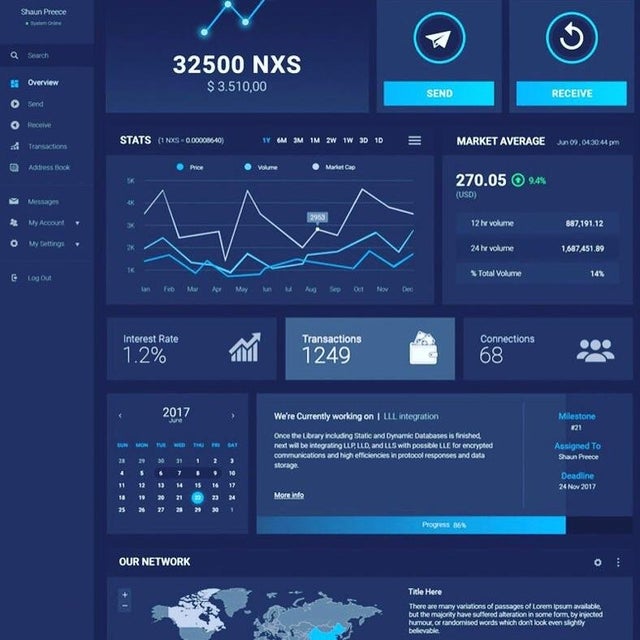 Shaun Preece
System Online
Search
Overview
Send
Receive
Transactions
Address Book
Messages
My Account
My Settings
Log Out
32500 NXS
$ 3.510,00
SEND
RECEIVE
STATS (1 NXS = 0.00008640)
1Y 6M 3M 1M 2W 1W 3D 1D
Price
Volume
Market Cap
5K
4K
3K
2K
1K
2953
Jan Feb Mar Apr May Jun Jul Aug Sep Oct Nov Dec
MARKET AVERAGE Jun 09, 04:30:44 pm
270.05 9.4%
(USD)
12 hr volume 887,191.12
24 hr volume 1,687,451.89
% Total Volume 14%
Interest Rate
1.2%
Transactions
1249
Connections
68
2017
June
SUN MON TUE WED THU FRI SAT
28 29 30 31 1 2 3
4 5 6 7 8 9 10
11 12 13 14 15 16 17
18 19 20 21 22 23 24
25 26 27 28 29 30 1
We're Currently working on | LLL integration
Once the Library including Static and Dynamic Databases is finished,
next will be integrating LLP, LLD, and LLS with possible LLE for encrypted
communications and high efficiencies in protocol responses and data
storage.
More info
Milestone
#21
Assigned To
Shaun Preece
Deadline
24 Nov 2017
Progress 86%
OUR NETWORK
+
−
Title Here
There are many variations of passages of Lorem Ipsum available,
but the majority have suffered alteration in some form, by injected
humour, or randomised words which don't look even slightly
believable.